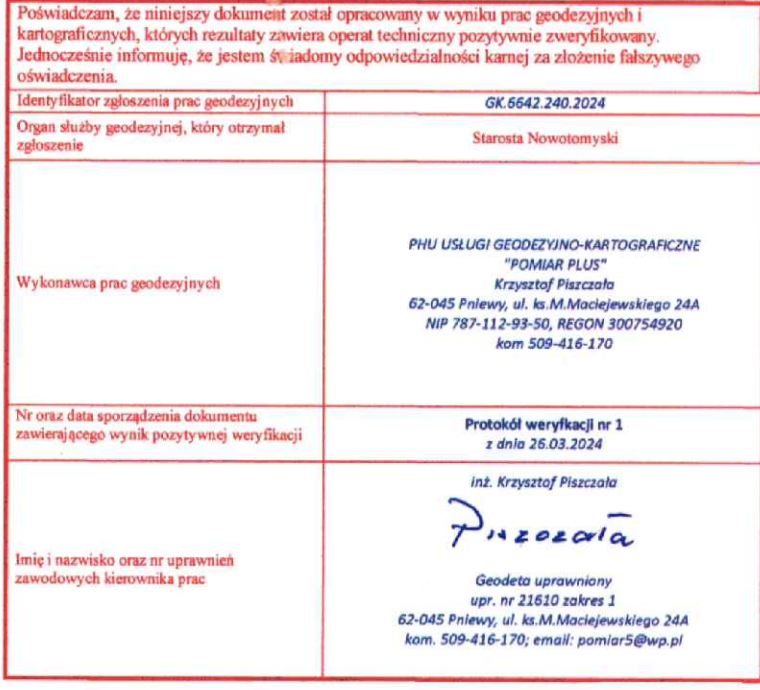 Poświadczam, że niniejszy dokument został opracowany w wyniku prac geodezyjnych i
kartograficznych, których rezultaty zawiera operat techniczny pozytywnie zweryfikowany.
Jednocześnie informuję, że jestem świadomy odpowiedzialności karnej za złożenie fałszywego
oświadczenia.
Identyfikator zgłoszenia prac geodezyjnych
GK.6642.240.2024
Organ służby geodezyjnej, który otrzymał
zgłoszenie
Starosta Nowotomyski
Wykonawca prac geodezyjnych
PHU USŁUGI GEODEZYJNO-KARTOGRAFICZNE
"POMIAR PLUS"
Krzysztof Piszczała
62-045 Pniewy, ul. ks.M.Maciejewskiego 24A
NIP 787-112-93-50, REGON 300754920
kom 509-416-170
Nr oraz data sporządzenia dokumentu
zawierającego wynik pozytywnej weryfikacji
Protokół weryfkacji nr 1
z dnia 26.03.2024
Imię i nazwisko oraz nr uprawnień
zawodowych kierownika prac
inż. Krzysztof Piszczała
Piszczała
Geodeta uprawniony
upr. nr 21610 zakres 1
62-045 Pniewy, ul. ks.M.Maciejewskiego 24A
kom. 509-416-170; email: pomiar5@wp.pl